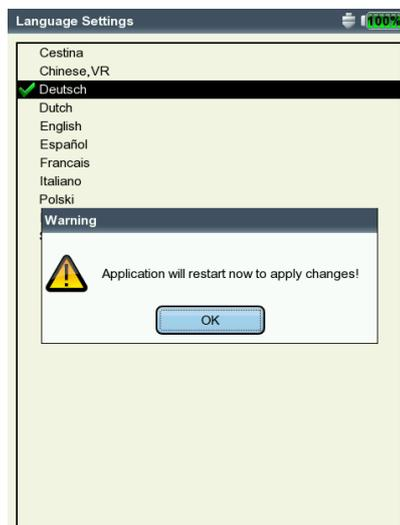 Language Settings
100%
Cestina
Chinese,VR
Deutsch
Dutch
English
Español
Francais
Italiano
Polski
Warning
Application will restart now to apply changes!
OK